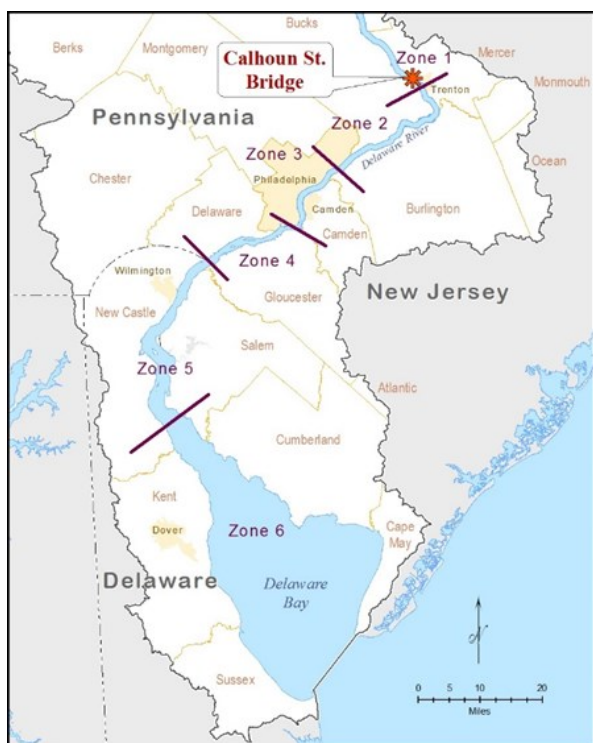 Bucks
Berks
Montgomery
Zone 1
Mercer
Calhoun St.
Bridge
Monmouth
Trenton
Pennsylvania
Zone 2
Delaware River
Ocean
Zone 3
Philadelphia
Chester
Delaware
Camden
Burlington
Camden
Zone 4
Wilmington
New Castle
Gloucester
New Jersey
Salem
Zone 5
Atlantic
Cumberland
Kent
Dover
Zone 6
Cape
May
Delaware
Delaware
Bay
Sussex
N
0 5 10 20
Miles